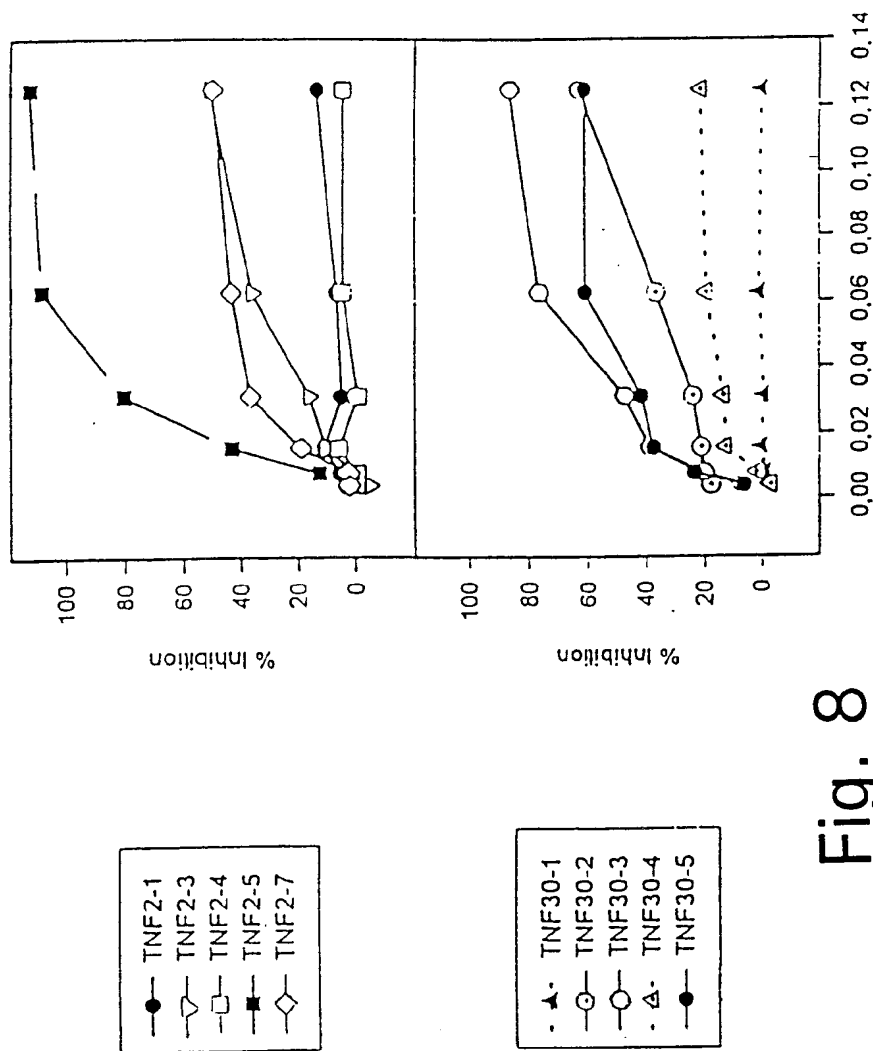 TNF2-1
TNF2-3
TNF2-4
TNF2-5
TNF2-7
% Inhibition
100
80
60
40
20
0
TNF30-1
TNF30-2
TNF30-3
TNF30-4
TNF30-5
% Inhibition
100
80
60
40
20
0
0,00
0,02
0,04
0,06
0,08
0,10
0,12
0,14
Fig. 8